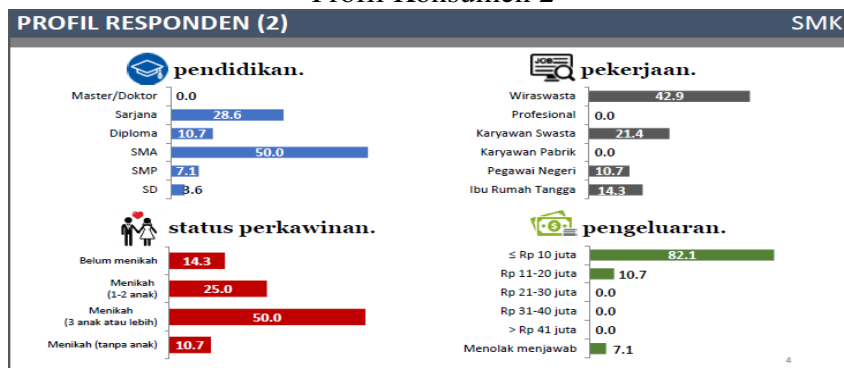 Profil Konsumen 2
PROFIL RESPONDEN (2) SMK
pendidikan.
Master/Doktor 0.0
Sarjana 28.6
Diploma 10.7
SMA 50.0
SMP 7.1
SD 3.6
JOB
pekerjaan.
Wiraswasta 42.9
Profesional 0.0
Karyawan Swasta 21.4
Karyawan Pabrik 0.0
Pegawai Negeri 10.7
Ibu Rumah Tangga 14.3
status perkawinan.
Belum menikah 14.3
Menikah
(1-2 anak) 25.0
Menikah
(3 anak atau lebih) 50.0
Menikah (tanpa anak) 10.7
pengeluaran.
≤ Rp 10 juta 82.1
Rp 11-20 juta 10.7
Rp 21-30 juta 0.0
Rp 31-40 juta 0.0
> Rp 41 juta 0.0
Menolak menjawab 7.1
4